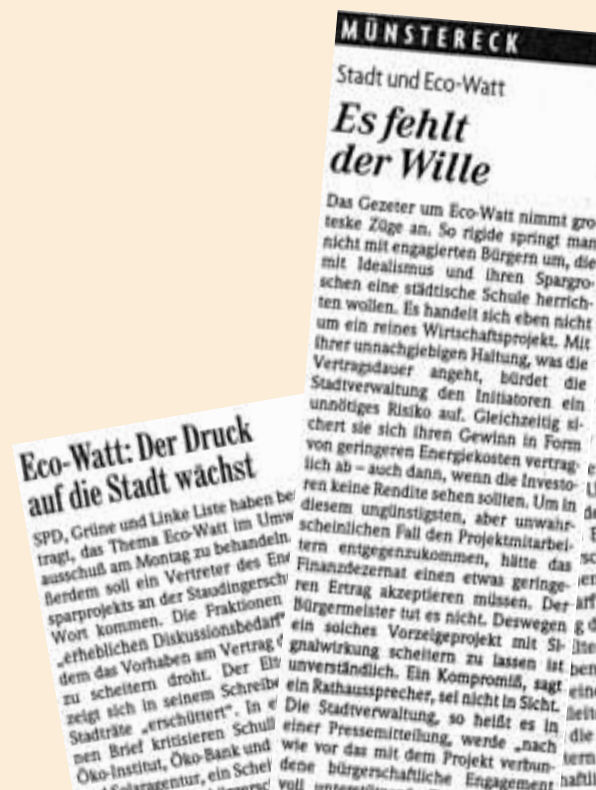 MÜNSTERECK
Stadt und Eco-Watt
Es fehlt
der Wille
Das Gezeter um Eco-Watt nimmt gro
teske Züge an. So rigide springt man
nicht mit engagierten Bürgern um, die
mit Idealismus und ihren Spargro-
schen eine städtische Schule herrich-
ten wollen. Es handelt sich eben nicht
um ein reines Wirtschaftsprojekt. Mit
ihrer unnachgiebigen Haltung, was die
Vertragsdauer angeht, bürdet die
Stadtverwaltung den Initiatoren ein
unnötiges Risiko auf. Gleichzeitig si-
chert sie sich ihren Gewinn in Form
von geringeren Energiekosten vertrag-
lich ab – auch dann, wenn die Investo-
ren keine Rendite sehen sollten. Um in
diesem ungünstigsten, aber unwahr-
scheinlichen Fall den Projektmitarbei-
tern entgegenzukommen, hätte das
Finanzdezernat einen etwas geringe-
ren Ertrag akzeptieren müssen. Der
Bürgermeister tut es nicht. Deswegen
ein solches Vorzeigeprojekt mit Si-
gnalwirkung scheitern zu lassen ist
unverständlich. Ein Kompromiß, sagt
ein Rathaussprecher, sei nicht in Sicht.
Die Stadtverwaltung, so heißt es in
einer Pressemitteilung, werde „nach
wie vor das mit dem Projekt verbun-
dene bürgerschaftliche Engagement
voll
Eco-Watt: Der Druck
auf die Stadt wächst
SPD, Grüne und Linke Liste haben be
tragt, das Thema Eco-Watt im Umw
ausschuß am Montag zu behandeln.
ßerdem soll ein Vertreter des En
sparprojekts an der Staudingersch
Wort kommen. Die Fraktionen
„erheblichen Diskussionsbedarf
dem das Vorhaben am Vertrag
zu scheitern droht. Der El
zeigt sich in seinem Schreibe
Stadträte „erschüttert“. In e
nen Brief kritisieren Schul
Öko-Institut, Öko-Bank und
Solaragentur, ein Schei